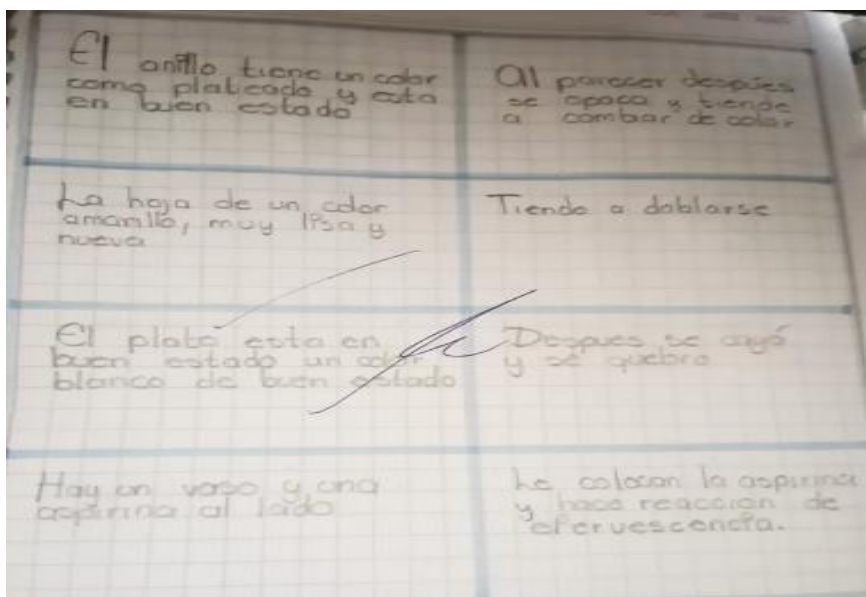 El anillo tiene un color
como plateado y esta
en buen estado
Al parecer después
se opaca y tiende
a cambiar de color
La hoja de un color
amarillo, muy lisa y
nueva
Tiende a doblarse
El plato esta en
buen estado un color
blanco de buen estado
Despues se cayó
y se quebro
Hay un vaso y una
aspirina al lado
Le colocan la aspirina
y hace reacción de
efervescencia.